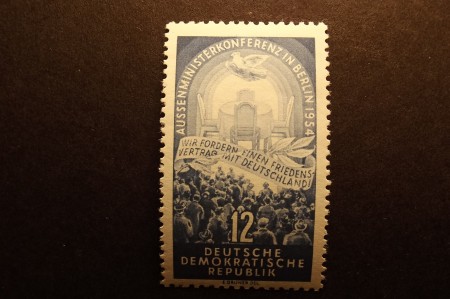 AUSSENMINISTERKONFERENZ IN BERLIN 1954
WIR FORDERN EINEN FRIEDENS
VERTRAG MIT DEUTSCHLAND!
12
DEUTSCHE
DEMOKRATISCHE
REPUBLIK